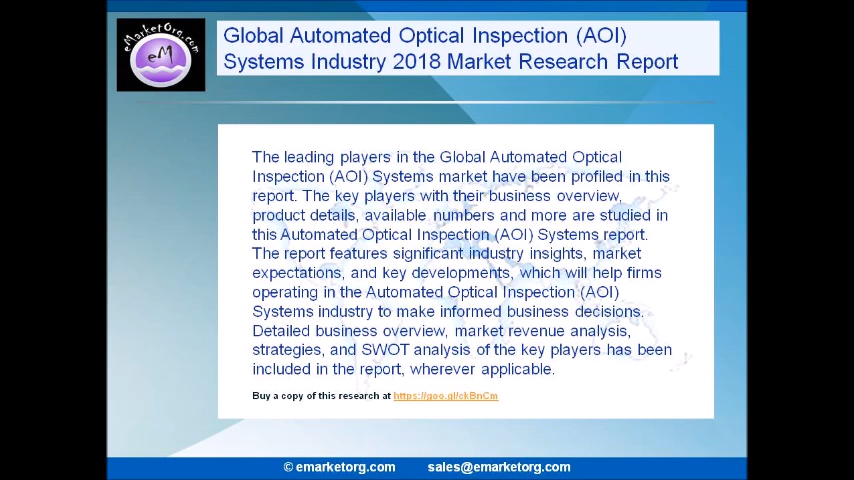 eMarketOrg.com
eM
Global Automated Optical Inspection (AOI)
Systems Industry 2018 Market Research Report
The leading players in the Global Automated Optical
Inspection (AOI) Systems market have been profiled in this
report. The key players with their business overview,
product details, available numbers and more are studied in
this Automated Optical Inspection (AOI) Systems report.
The report features significant industry insights, market
expectations, and key developments, which will help firms
operating in the Automated Optical Inspection (AOI)
Systems industry to make informed business decisions.
Detailed business overview, market revenue analysis,
strategies, and SWOT analysis of the key players has been
included in the report, wherever applicable.
Buy a copy of this research at https://goo.gl/ckBnCm
© emarketorg.com sales@emarketorg.com